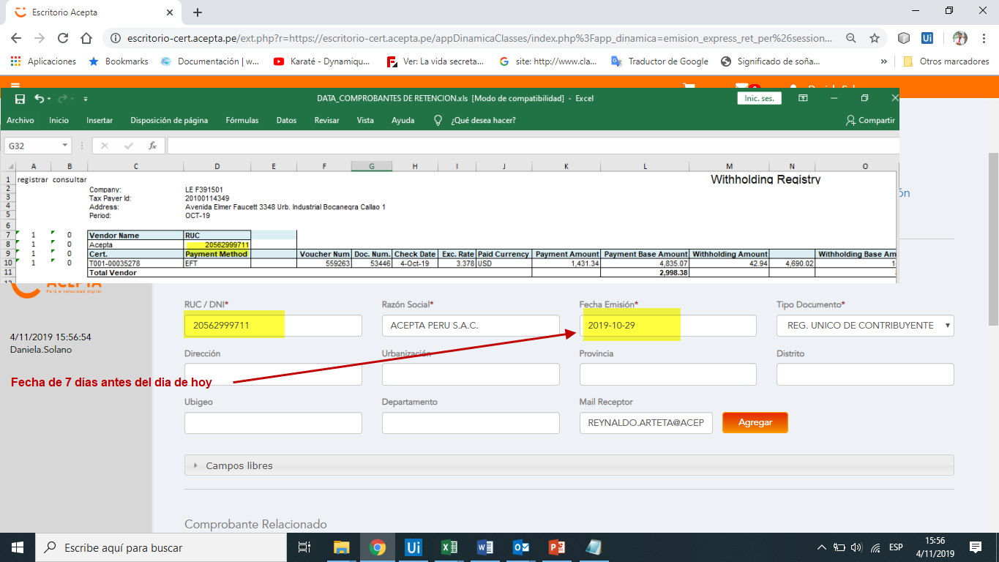 Escritorio Acepta
escritorio-cert.acepta.pe/ext.php?r=https://escritorio-cert.acepta.pe/appDinamicaClasses/index.php%3Fapp_dinamica=emision_express_ret_per%26session...
Aplicaciones Bookmarks Documentación | w... Karaté - Dynamiqu... Ver: La vida secreta... site: http://www.cla... Traductor de Google Significado de soña... » Otros marcadores
DATA_COMPROBANTES DE RETENCION.xls [Modo de compatibilidad] - Excel Inic. ses.
Archivo Inicio Insertar Disposición de página Fórmulas Datos Revisar Vista Ayuda ¿Qué desea hacer? Compartir
G32 fx
A B C D E F G H I J K L M N O
1 registrar consultar Withholding Registry
2 Company: LE F391501
3 Tax Payer Id: 20100114349
4 Address: Avenida Elmer Faucett 3348 Urb. Industrial Bocanegra Callao 1
5 Period: OCT-19
6
7 1 0 Vendor Name RUC
8 1 0 Acepta 20562999711
9 1 0 Cert. Payment Method Voucher Num Doc. Num. Check Date Exc. Rate Paid Currency Payment Amount Payment Base Amount Withholding Amount Withholding Base Am
10 1 0 T001-00035278 EFT 559263 53446 4-Oct-19 3.378 USD 1,431.34 4,835.07 42.94 4,690.02
11 Total Vendor 2,998.38
ón
ACEPTA
Perú a velocidad digital
4/11/2019 15:56:54
Daniela.Solano
RUC / DNI* Razón Social* Fecha Emisión* Tipo Documento*
20562999711 ACEPTA PERU S.A.C. 2019-10-29 REG. UNICO DE CONTRIBUYENTE
Dirección Urbanización Provincia Distrito
Fecha de 7 días antes del dia de hoy
Ubigeo Departamento Mail Receptor
REYNALDO.ARTETA@ACEP Agregar
Campos libres
Comprobante Relacionado
Escribe aquí para buscar Ui ESP 15:56
4/11/2019